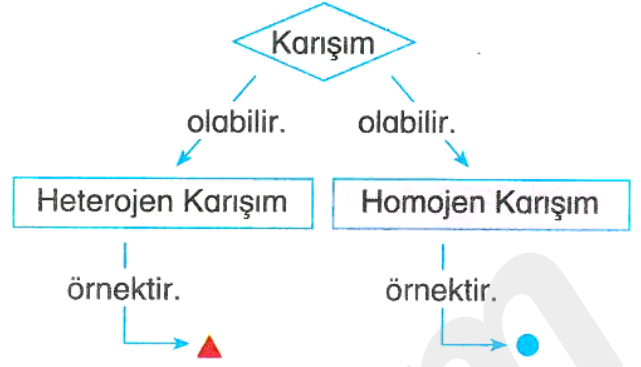 Karışım
olabilir. olabilir.
Heterojen Karışım Homojen Karışım
örnektir. örnektir.